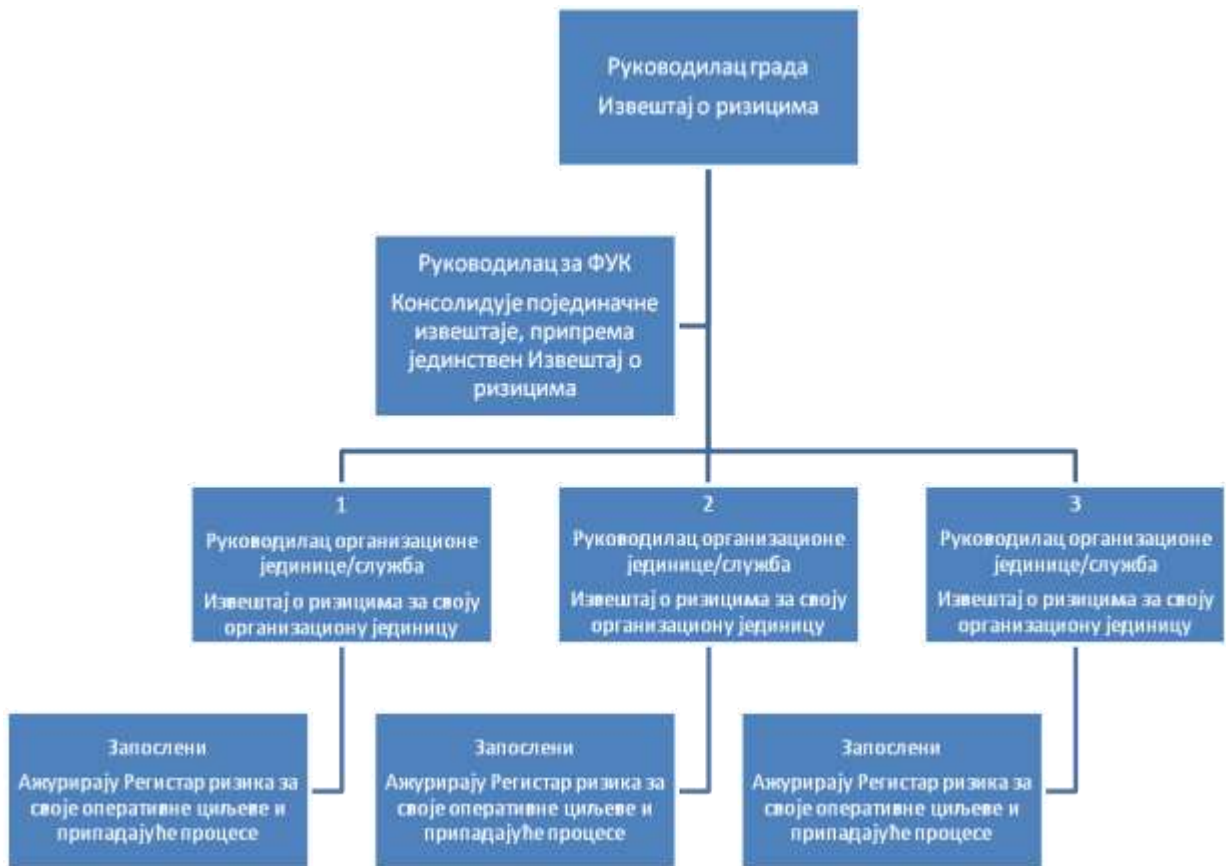 Руководилац града
Извештај о ризицима
Руководилац за ФУК
Консолидује појединачне
извештаје, припрема
јединствен Извештај о
ризицима
1
Руководилац организационе
јединице/служба
Извештај о ризицима за своју
организациону јединицу
2
Руководилац организационе
јединице/служба
Извештај о ризицима за своју
организациону јединицу
3
Руководилац организационе
јединице/служба
Извештај о ризицима за своју
организациону јединицу
Запослени
Ажурирају Регистар ризика за
своје оперативне циљеве и
припадајуће процесе
Запослени
Ажурирају Регистар ризика за
своје оперативне циљеве и
припадајуће процесе
Запослени
Ажурирају Регистар ризика за
своје оперативне циљеве и
припадајуће процесе